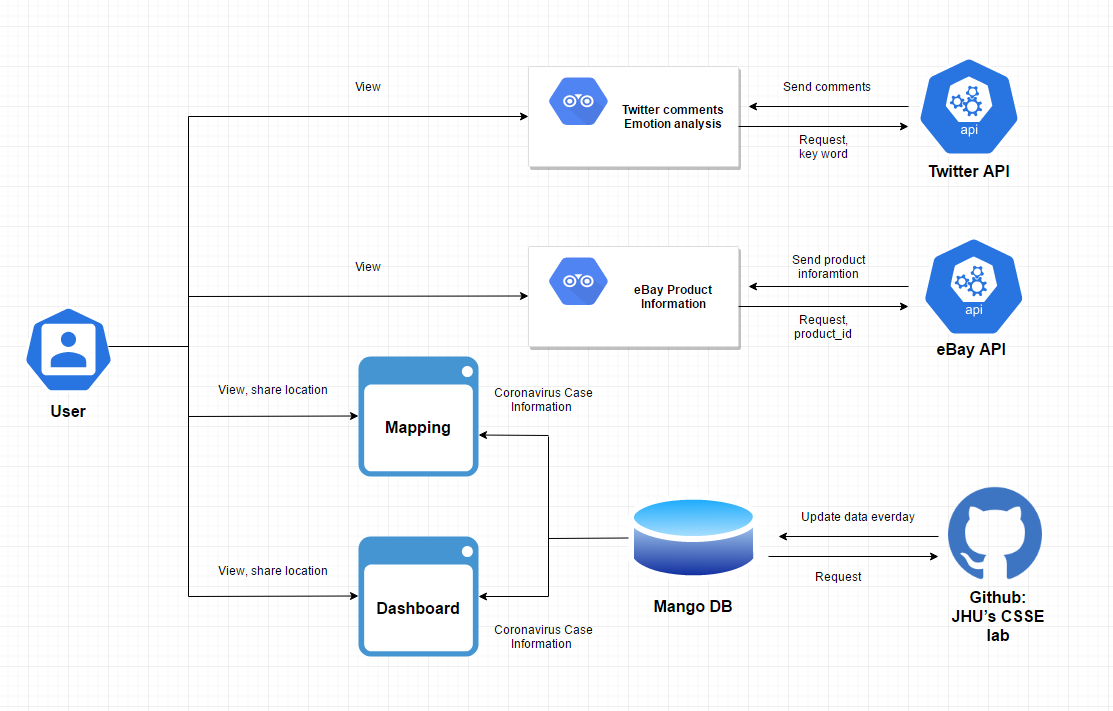 View
Twitter comments
Emotion analysis
Send comments
Request,
key word
api
Twitter API
View
eBay Product
Information
Send product
inforamtion
Request,
product_id
api
eBay API
User
View, share location
Mapping
Coronavirus Case
Information
View, share location
Dashboard
Coronavirus Case
Information
Mango DB
Update data everday
Request
Github:
JHU's CSSE
lab